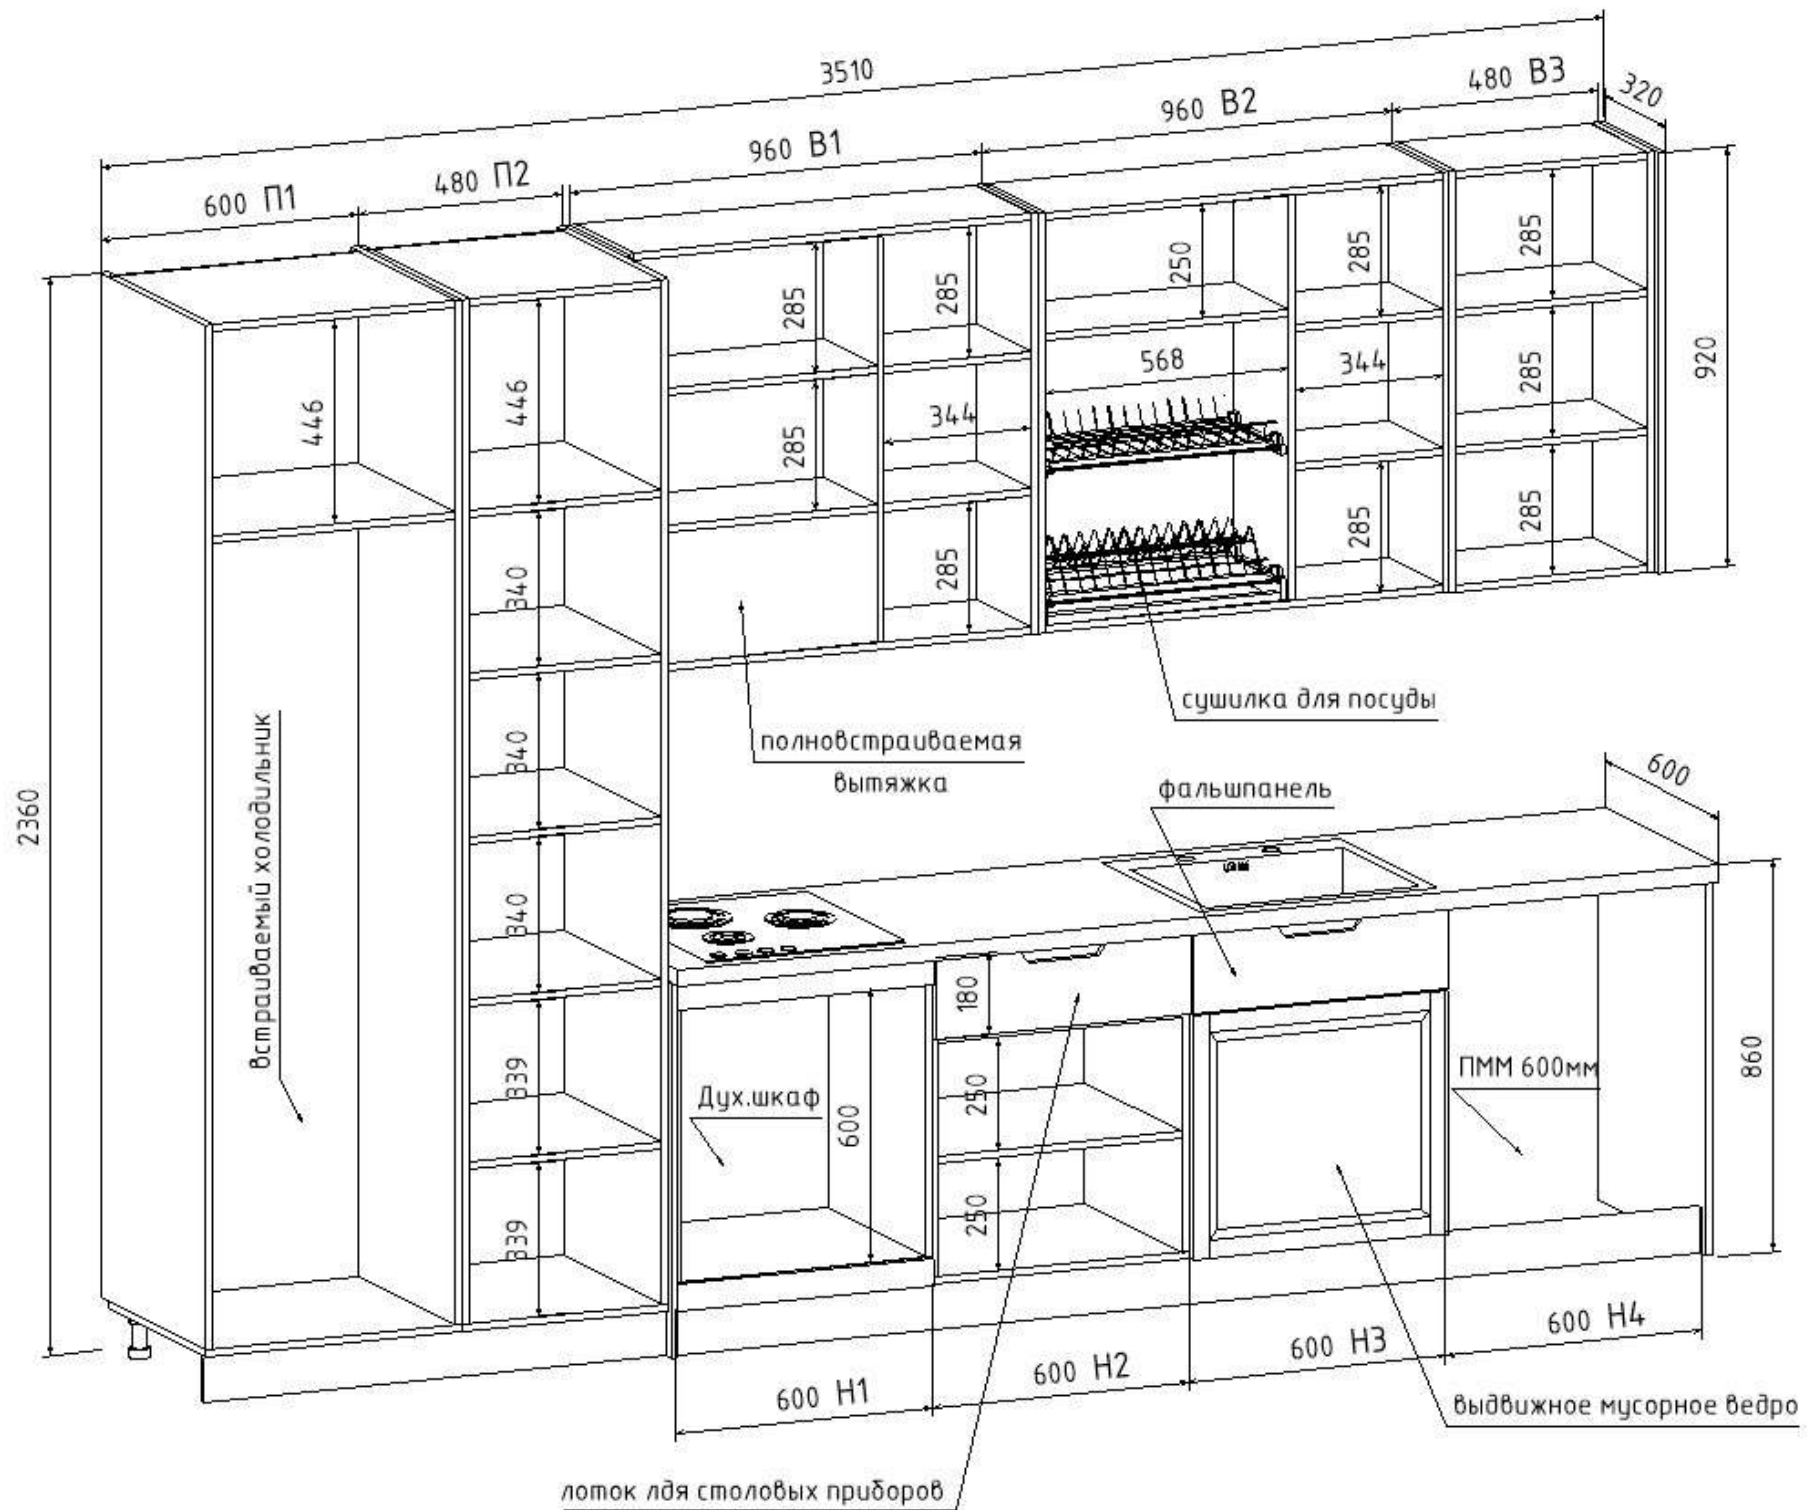 3510
480 В3
320
960 В2
960 В1
480 П2
600 П1
285
285
250
285
285
285
446
446
568
344
344
285
285
920
285
285
285
285
340
340
340
339
339
2360
встраиваемый холодильник
полновстраиваемая
вытяжка
сушилка для посуды
фальшпанель
600
180
Дух.шкаф
600
250
250
ПММ 600мм
860
600 Н1
600 Н2
600 Н3
600 Н4
выдвижное мусорное ведро
лоток лдя столовых приборов